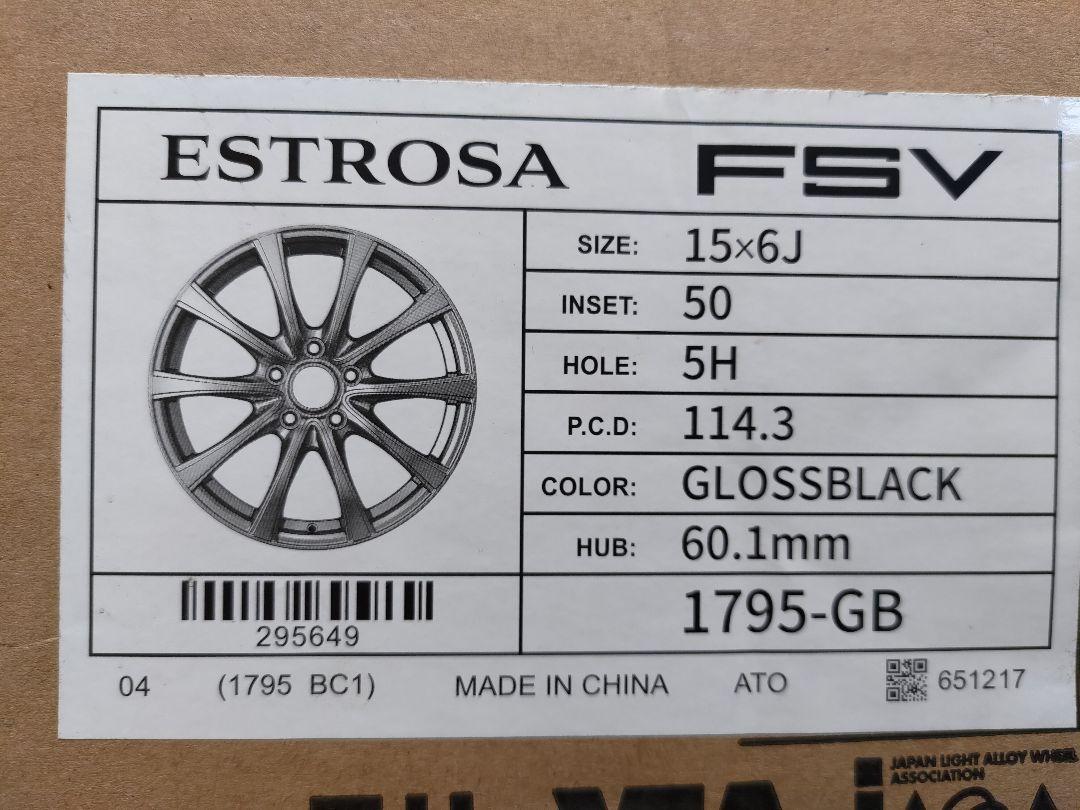 ESTROSA FSV
SIZE: 15×6J
INSET: 50
HOLE: 5H
P.C.D: 114.3
COLOR: GLOSSBLACK
HUB: 60.1mm
295649
1795-GB
04 (1795 BC1) MADE IN CHINA ATO 651217
JAPAN LIGHT ALLOY WHEEL
ASSOCIATION